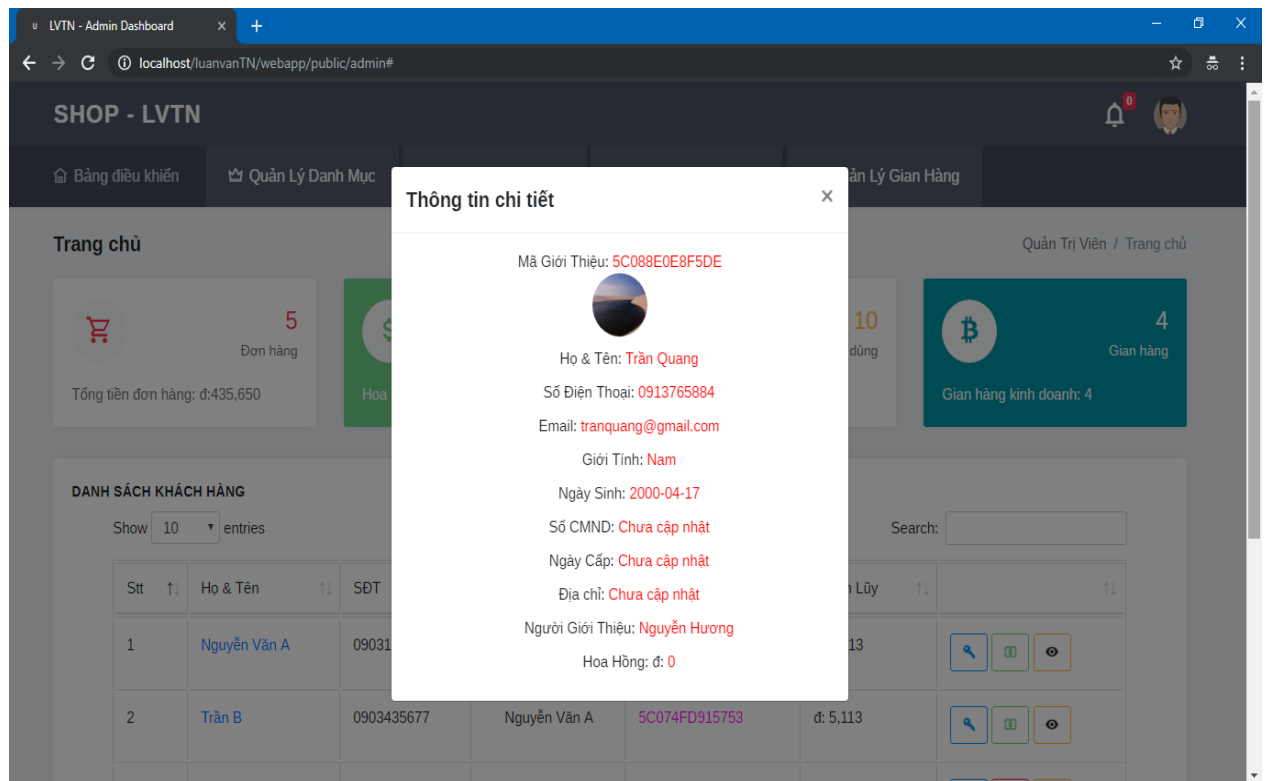 LVTN - Admin Dashboard
localhost/luanvanTN/webapp/public/admin#
SHOP - LVTN
0
Bảng điều khiển
Quản Lý Danh Mục
Lý Gian Hàng
Trang chủ
Quản Trị Viên / Trang chủ
5
Đơn hàng
Tổng tiền đơn hàng: đ:435,650
Hoa
10
dùng
4
Gian hàng
Gian hàng kinh doanh: 4
Thông tin chi tiết
×
Mã Giới Thiệu: 5C088E0E8F5DE
Họ & Tên: Trần Quang
Số Điện Thoại: 0913765884
Email: tranquang@gmail.com
Giới Tính: Nam
Ngày Sinh: 2000-04-17
Số CMND: Chưa cập nhật
Ngày Cấp: Chưa cập nhật
Địa chỉ: Chưa cập nhật
Người Giới Thiệu: Nguyễn Hương
Hoa Hồng: đ: 0
DANH SÁCH KHÁCH HÀNG
Show 10 entries
Search:
Stt Họ & Tên SĐT Lũy
1 Nguyễn Văn A 09031 13
2 Trần B 0903435677 Nguyễn Văn A 5C074FD915753 đ: 5,113